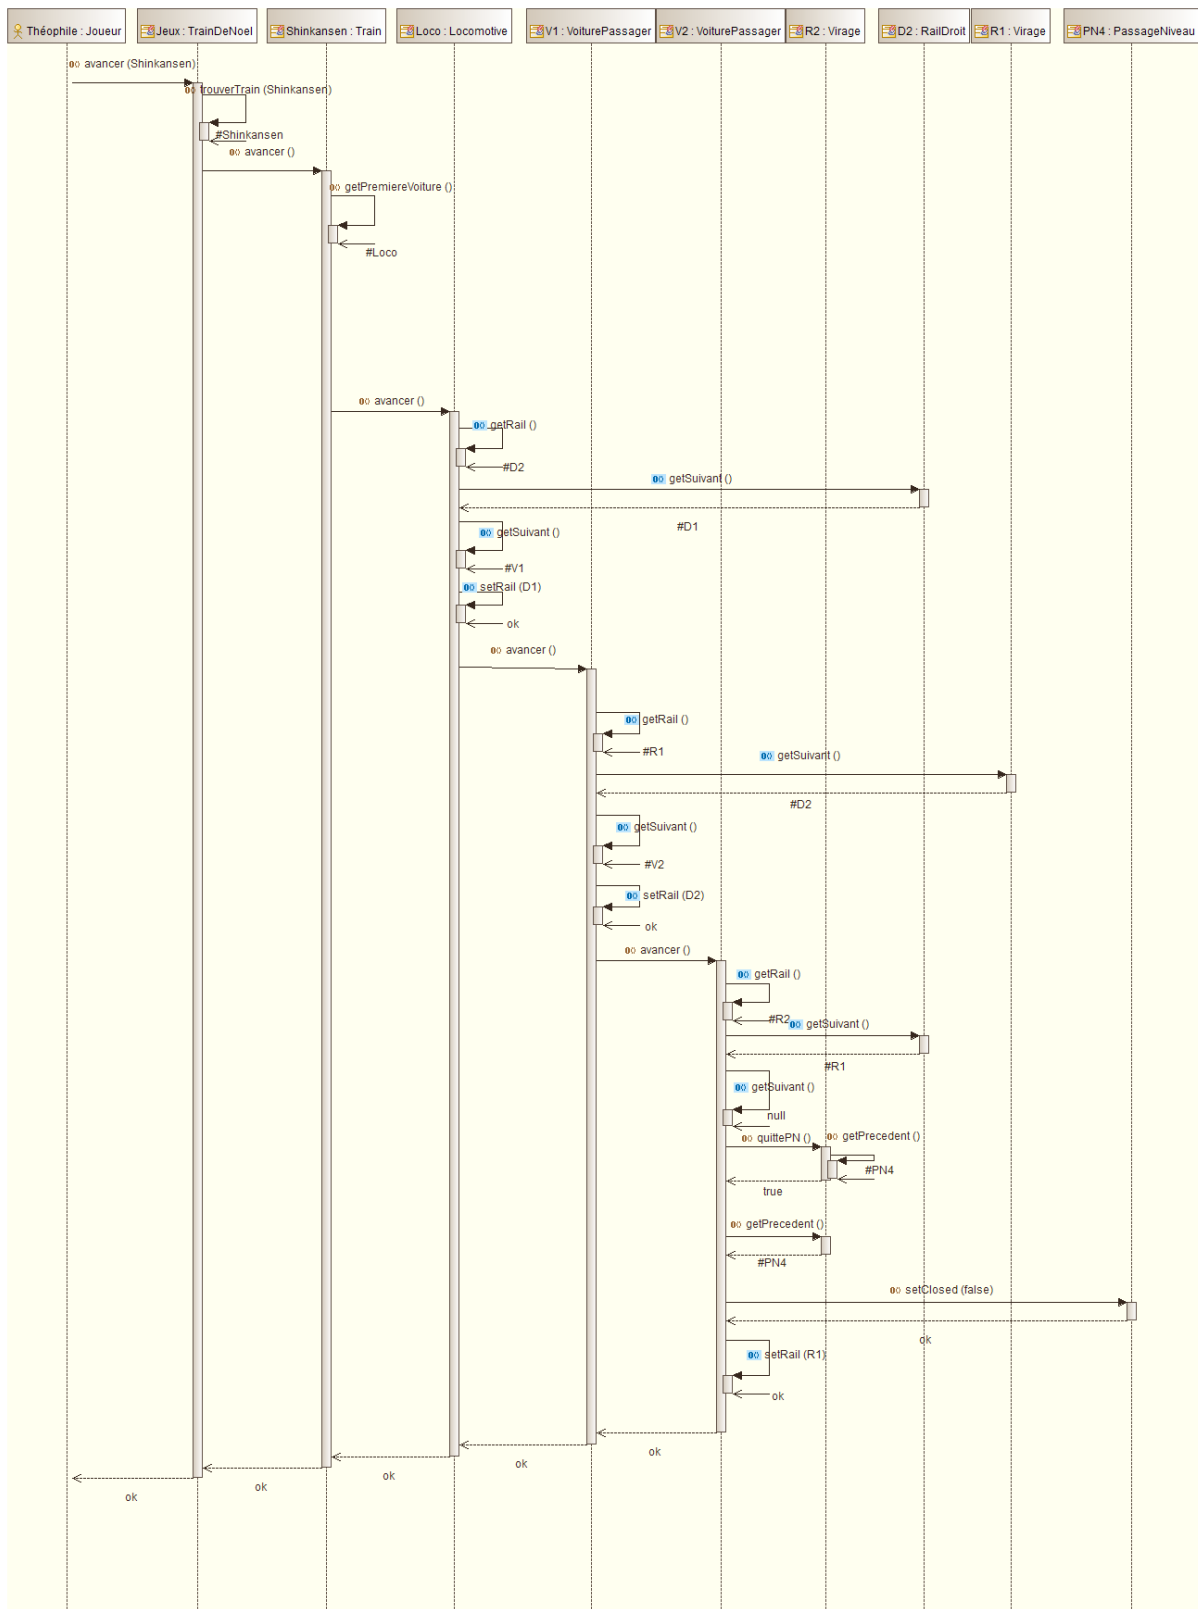 Théophile : Joueur
Jeux : TrainDeNoel
Shinkansen : Train
Loco : Locomotive
V1 : VoiturePassager
V2 : VoiturePassager
R2 : Virage
D2 : RailDroit
R1 : Virage
PN4 : PassageNiveau
avancer (Shinkansen)
trouverTrain (Shinkansen)
#Shinkansen
avancer ()
getPremiereVoiture ()
#Loco
avancer ()
getRail ()
#D2
getSuivant ()
#D1
getSuivant ()
#V1
setRail (D1)
ok
avancer ()
getRail ()
#R1
getSuivant ()
#D2
getSuivant ()
#V2
setRail (D2)
ok
avancer ()
getRail ()
#R2
getSuivant ()
#R1
getSuivant ()
null
quittePN ()
getPrecedent ()
#PN4
true
getPrecedent ()
#PN4
setClosed (false)
ok
setRail (R1)
ok
ok
ok
ok
ok
ok